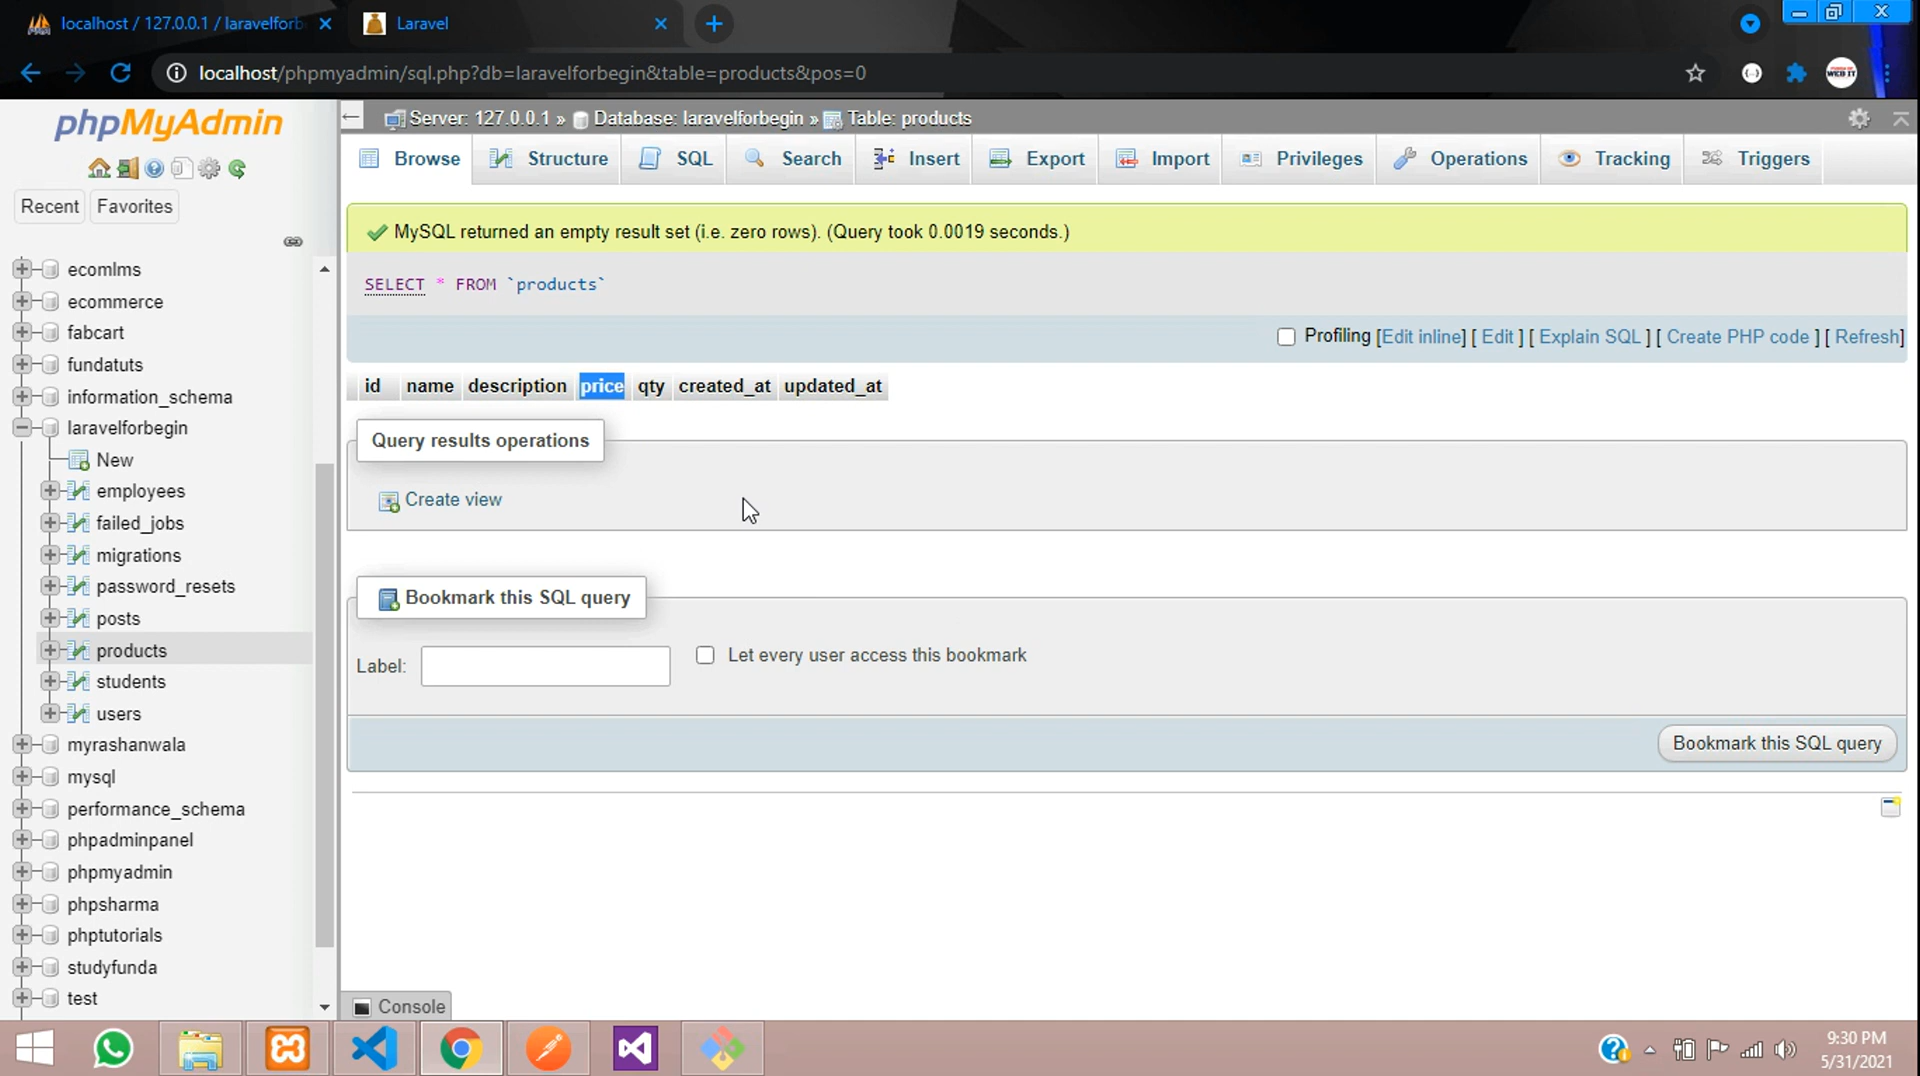 localhost / 127.0.0.1 / laravelforb
Laravel
localhost/phpmyadmin/sql.php?db=laravelforbegin&table=products&pos=0
phpMyAdmin
Server: 127.0.0.1 » Database: laravelforbegin » Table: products
Browse Structure SQL Search Insert Export Import Privileges Operations Tracking Triggers
Recent Favorites
MySQL returned an empty result set (i.e. zero rows). (Query took 0.0019 seconds.)
SELECT * FROM `products`
Profiling [Edit inline] [ Edit ] [ Explain SQL ] [ Create PHP code ] [ Refresh]
id name description price qty created_at updated_at
Query results operations
Create view
Bookmark this SQL query
Label:
Let every user access this bookmark
Bookmark this SQL query
ecomlms
ecommerce
fabcart
fundatuts
information_schema
laravelforbegin
New
employees
failed_jobs
migrations
password_resets
posts
products
students
users
myrashanwala
mysql
performance_schema
phpadminpanel
phpmyadmin
phpsharma
phptutorials
studyfunda
test
Console
9:30 PM
5/31/2021